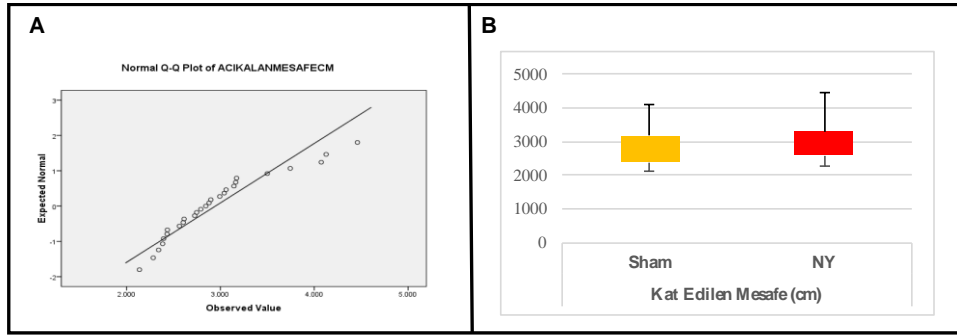 A
Normal Q-Q Plot of ACIKALANMESAFECM
3
2
1
0
-1
-2
Expected Normal
2.000 3.000 4.000 5.000
Observed Value
B
5000
4000
3000
2000
1000
0
Sham NY
Kat Edilen Mesafe (cm)